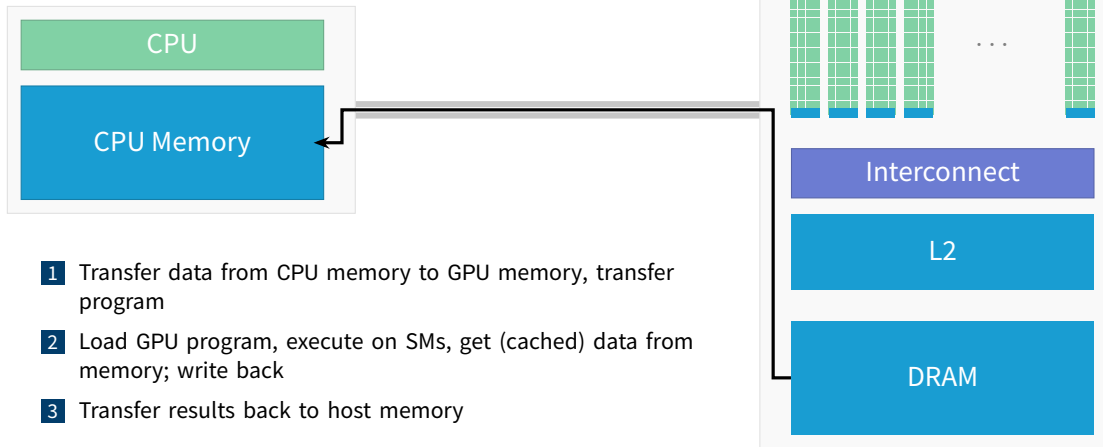 CPU
CPU Memory
. . .
Interconnect
L2
DRAM
1 Transfer data from CPU memory to GPU memory, transfer
program
2 Load GPU program, execute on SMs, get (cached) data from
memory; write back
3 Transfer results back to host memory